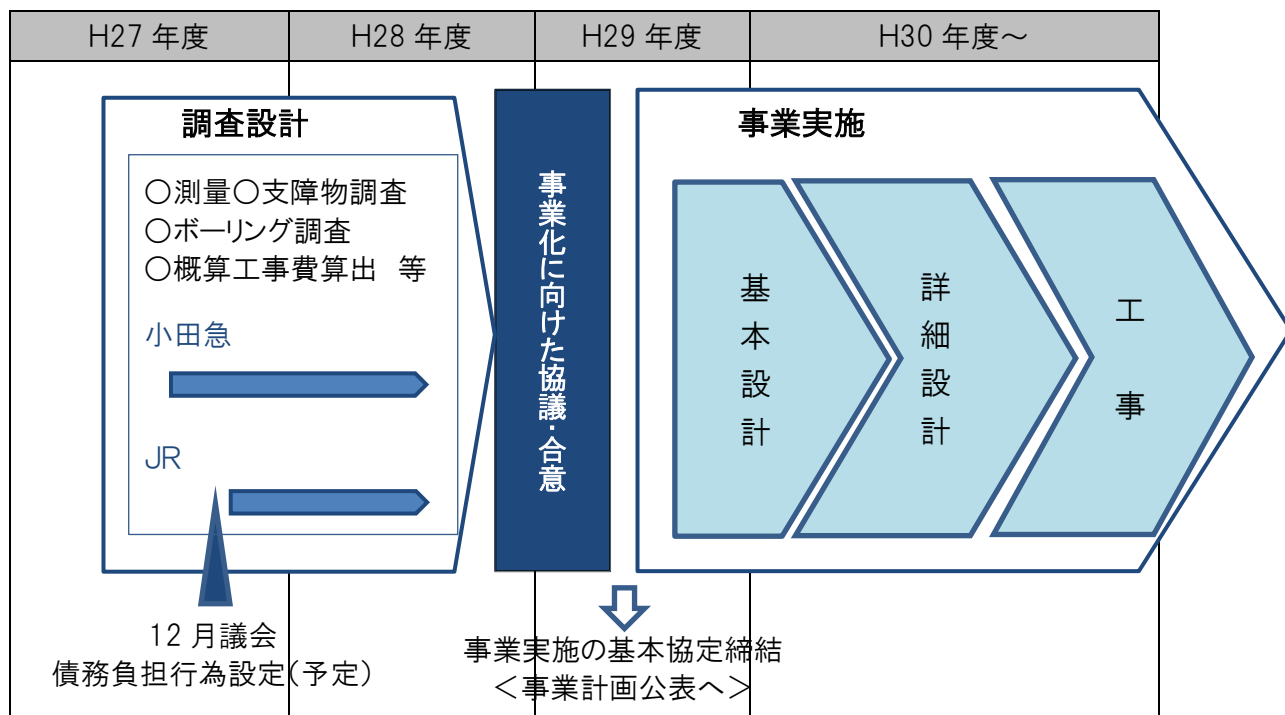 H27 年度
H28 年度
H29 年度
H30 年度~
調査設計
○測量○支障物調査
○ボーリング調査
○概算工事費算出　等
小田急
JR
12 月議会
債務負担行為設定(予定)
事業化に向けた協議・合意
事業実施の基本協定締結
＜事業計画公表へ＞
事業実施
基本設計
詳細設計
工事